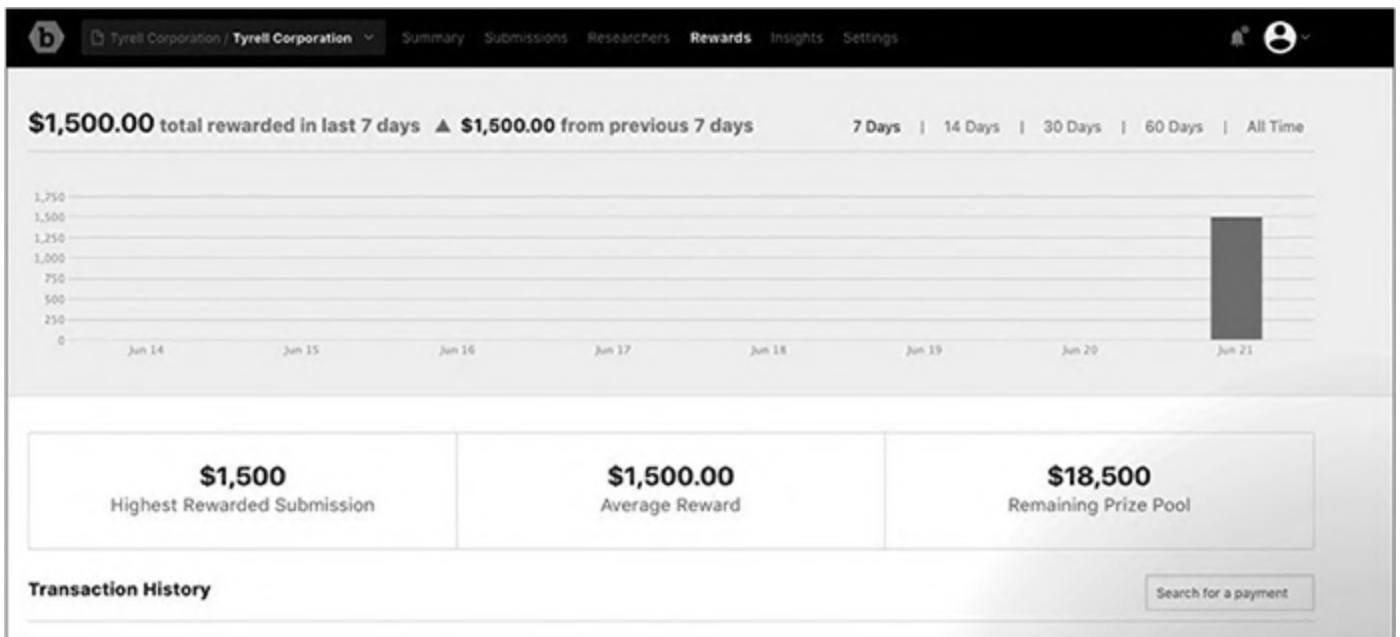 b Tyrell Corporation / Tyrell Corporation Summary Submissions Researchers Rewards Insights Settings
$1,500.00 total rewarded in last 7 days ▲ $1,500.00 from previous 7 days 7 Days | 14 Days | 30 Days | 60 Days | All Time
1,750
1,500
1,250
1,000
750
500
250
0
Jun 14 Jun 15 Jun 16 Jun 17 Jun 18 Jun 19 Jun 20 Jun 21
$1,500 $1,500.00 $18,500
Highest Rewarded Submission Average Reward Remaining Prize Pool
Transaction History Search for a payment